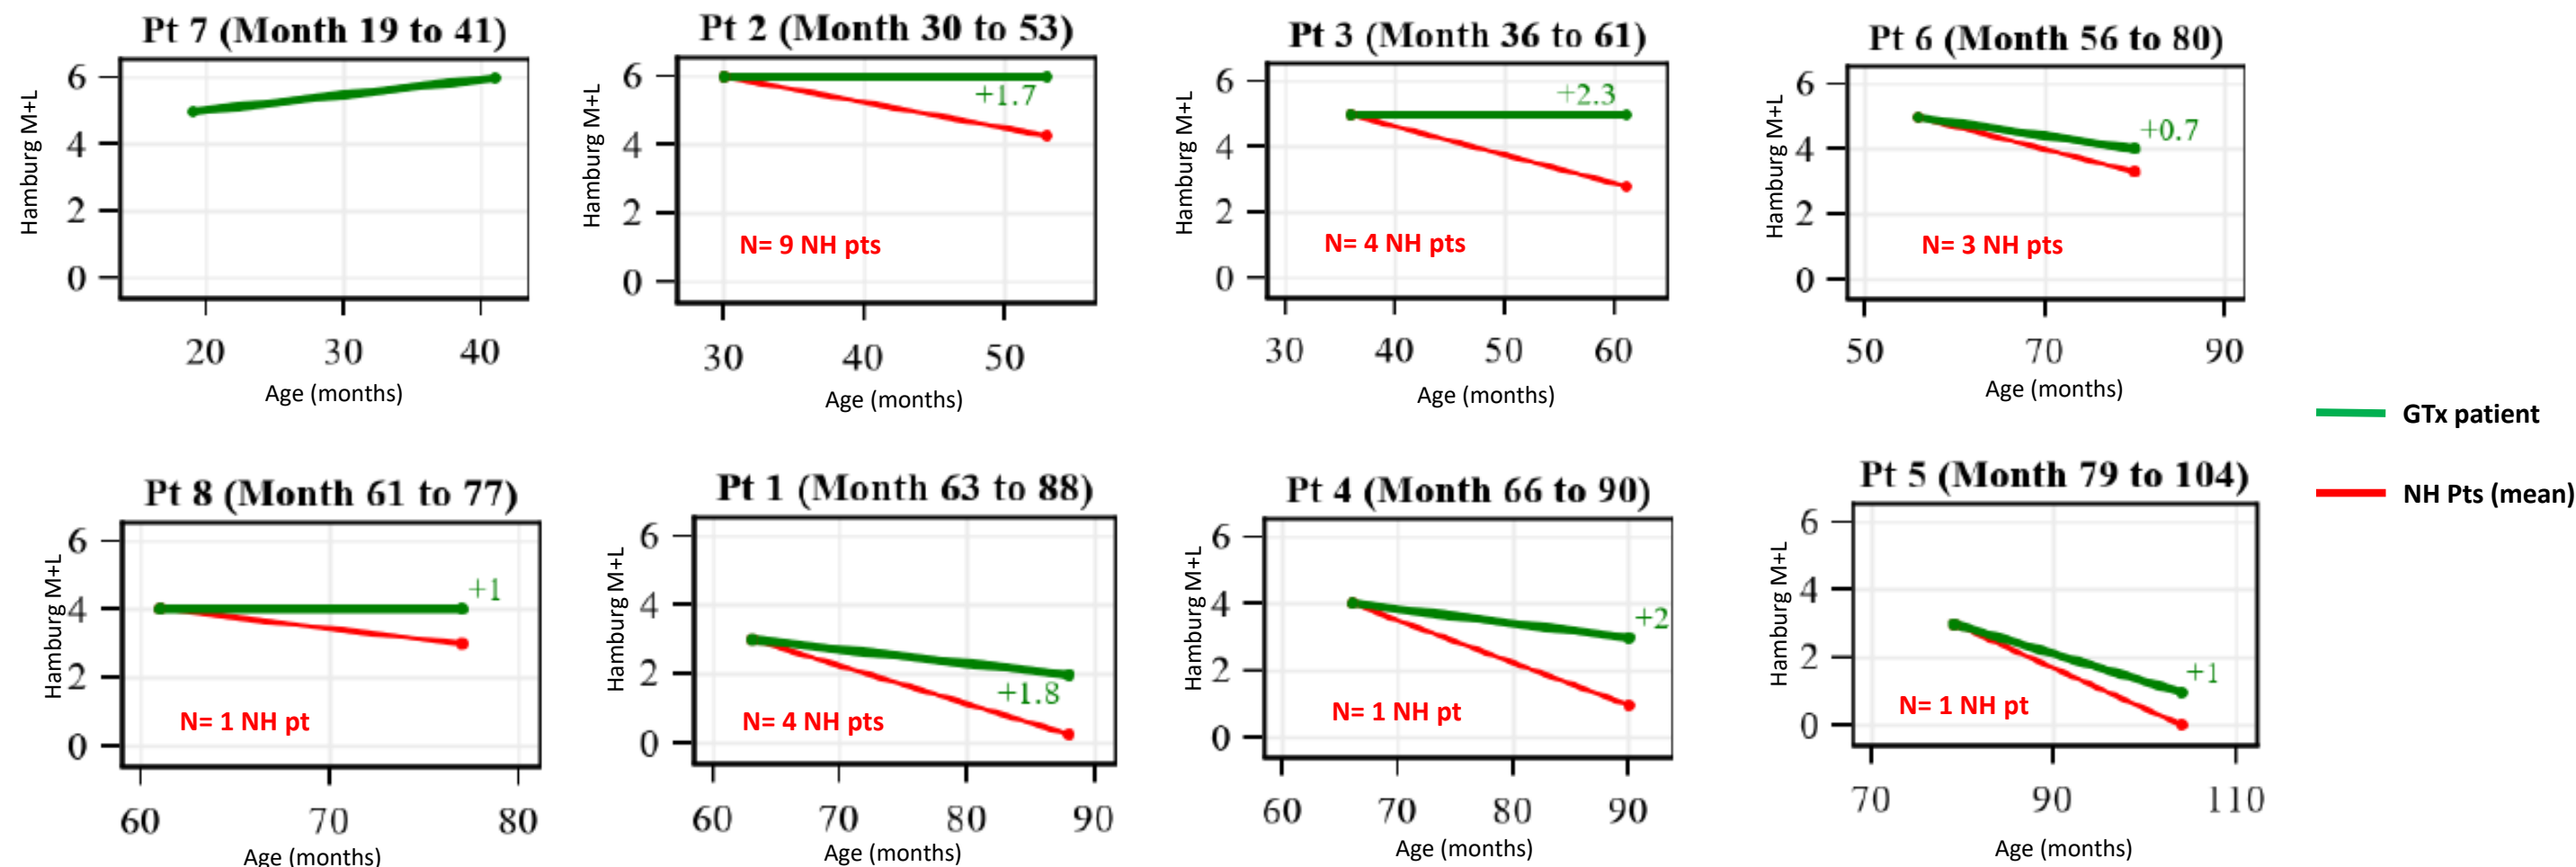 Pt 7 (Month 19 to 41)
Hamburg M+L
6
4
2
0
20 30 40
Age (months)
Pt 2 (Month 30 to 53)
Hamburg M+L
6
4
2
0
+1.7
N= 9 NH pts
30 40 50
Age (months)
Pt 3 (Month 36 to 61)
Hamburg M+L
6
4
2
0
+2.3
N= 4 NH pts
30 40 50 60
Age (months)
Pt 6 (Month 56 to 80)
Hamburg M+L
6
4
2
0
+0.7
N= 3 NH pts
50 70 90
Age (months)
GTx patient
NH Pts (mean)
Pt 8 (Month 61 to 77)
Hamburg M+L
6
4
2
0
+1
N= 1 NH pt
60 70 80
Age (months)
Pt 1 (Month 63 to 88)
Hamburg M+L
6
4
2
0
+1.8
N= 4 NH pts
60 70 80 90
Age (months)
Pt 4 (Month 66 to 90)
Hamburg M+L
6
4
2
0
+2
N= 1 NH pt
60 70 80 90
Age (months)
Pt 5 (Month 79 to 104)
Hamburg M+L
6
4
2
0
+1
N= 1 NH pt
70 90 110
Age (months)